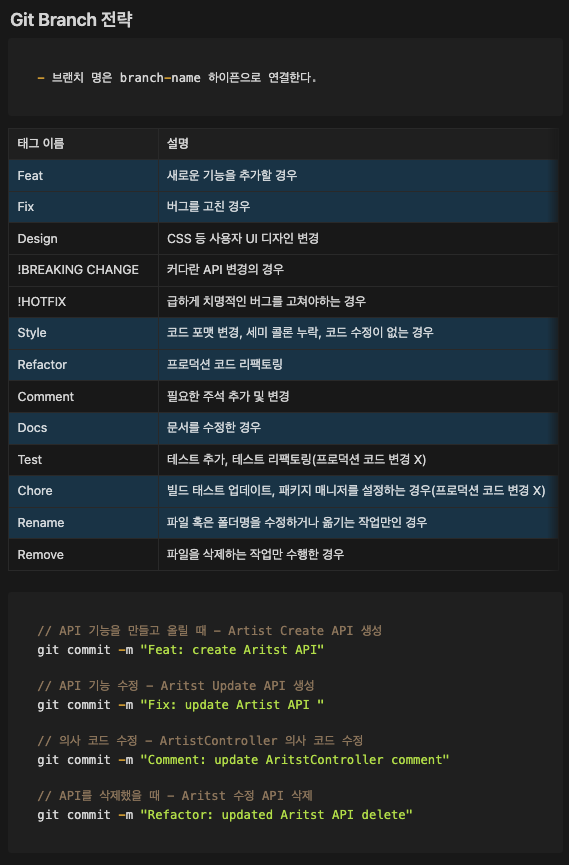 Git Branch 전략
- 브랜치 명은 branch-name 하이픈으로 연결한다.
태그 이름 설명
Feat 새로운 기능을 추가할 경우
Fix 버그를 고친 경우
Design CSS 등 사용자 UI 디자인 변경
!BREAKING CHANGE 커다란 API 변경의 경우
!HOTFIX 급하게 치명적인 버그를 고쳐야하는 경우
Style 코드 포맷 변경, 세미 콜론 누락, 코드 수정이 없는 경우
Refactor 프로덕션 코드 리팩토링
Comment 필요한 주석 추가 및 변경
Docs 문서를 수정한 경우
Test 테스트 추가, 테스트 리팩토링(프로덕션 코드 변경 X)
Chore 빌드 태스트 업데이트, 패키지 매니저를 설정하는 경우(프로덕션 코드 변경 X)
Rename 파일 혹은 폴더명을 수정하거나 옮기는 작업만인 경우
Remove 파일을 삭제하는 작업만 수행한 경우
// API 기능을 만들고 올릴 때 - Artist Create API 생성
git commit -m "Feat: create Aritst API"
// API 기능 수정 - Aritst Update API 생성
git commit -m "Fix: update Artist API "
// 의사 코드 수정 - ArtistController 의사 코드 수정
git commit -m "Comment: update AritstController comment"
// API를 삭제했을 때 - Aritst 수정 API 삭제
git commit -m "Refactor: updated Aritst API delete"